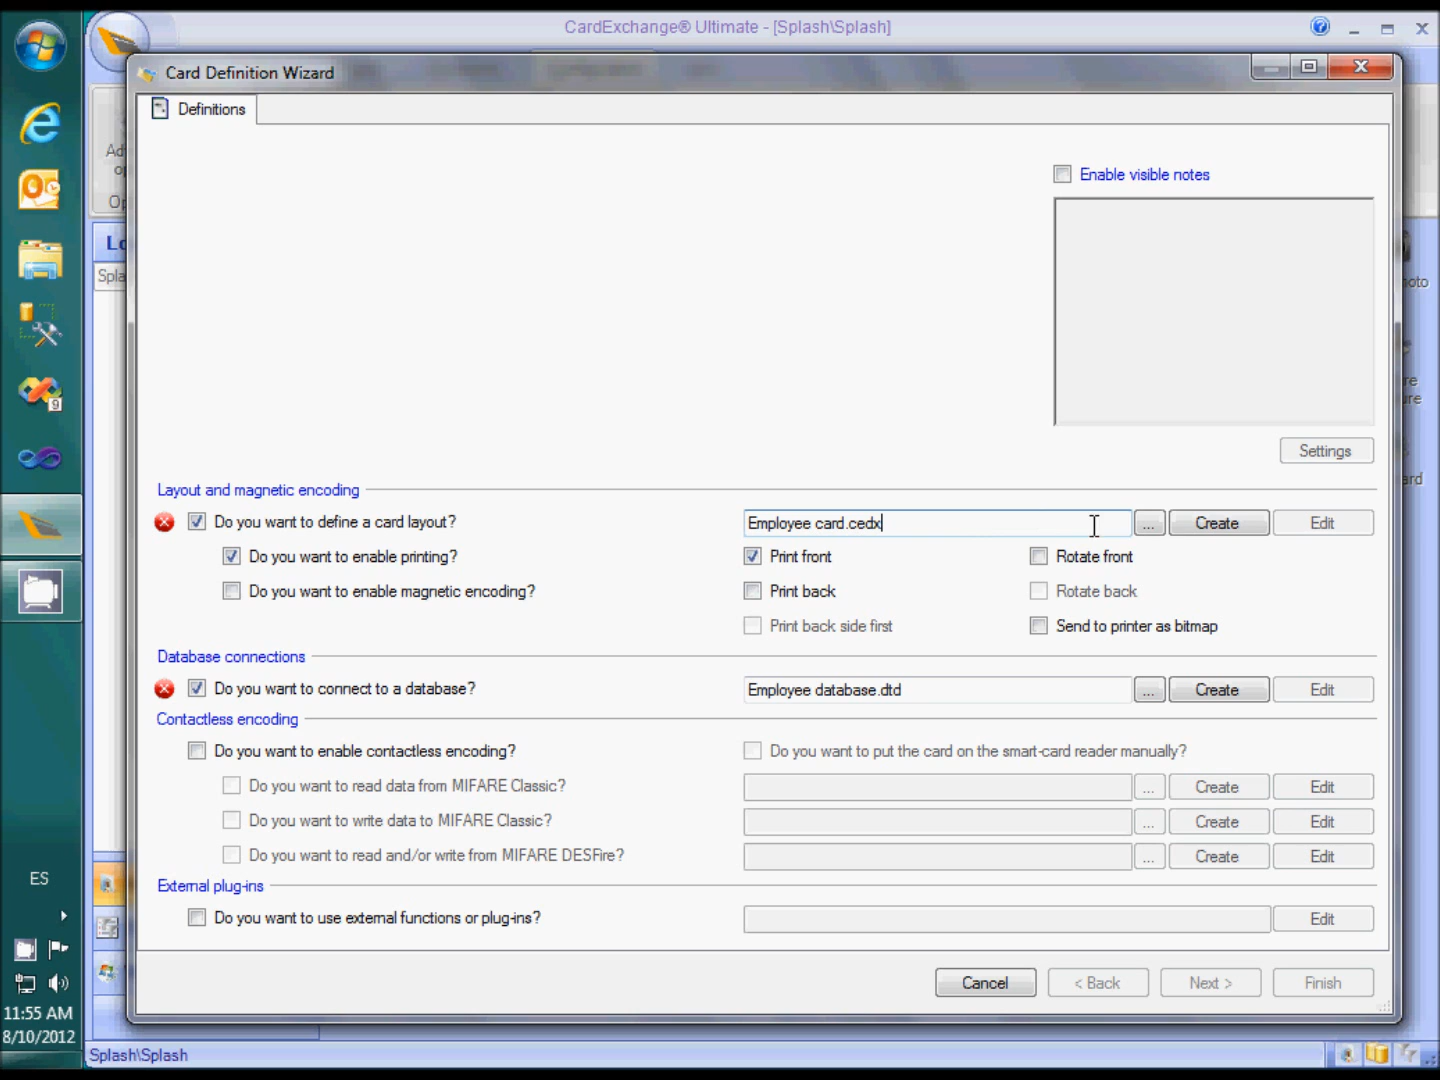 CardExchange® Ultimate - [Splash\Splash]
Card Definition Wizard
Definitions
Enable visible notes
Settings
Layout and magnetic encoding
Do you want to define a card layout?
Employee card.cedx
...
Create
Edit
Do you want to enable printing?
Print front
Rotate front
Do you want to enable magnetic encoding?
Print back
Rotate back
Print back side first
Send to printer as bitmap
Database connections
Do you want to connect to a database?
Employee database.dtd
...
Create
Edit
Contactless encoding
Do you want to enable contactless encoding?
Do you want to put the card on the smart-card reader manually?
Do you want to read data from MIFARE Classic?
...
Create
Edit
Do you want to write data to MIFARE Classic?
...
Create
Edit
Do you want to read and/or write from MIFARE DESFire?
...
Create
Edit
External plug-ins
Do you want to use external functions or plug-ins?
Edit
Cancel
< Back
Next >
Finish
ES
11:55 AM
8/10/2012
Splash\Splash